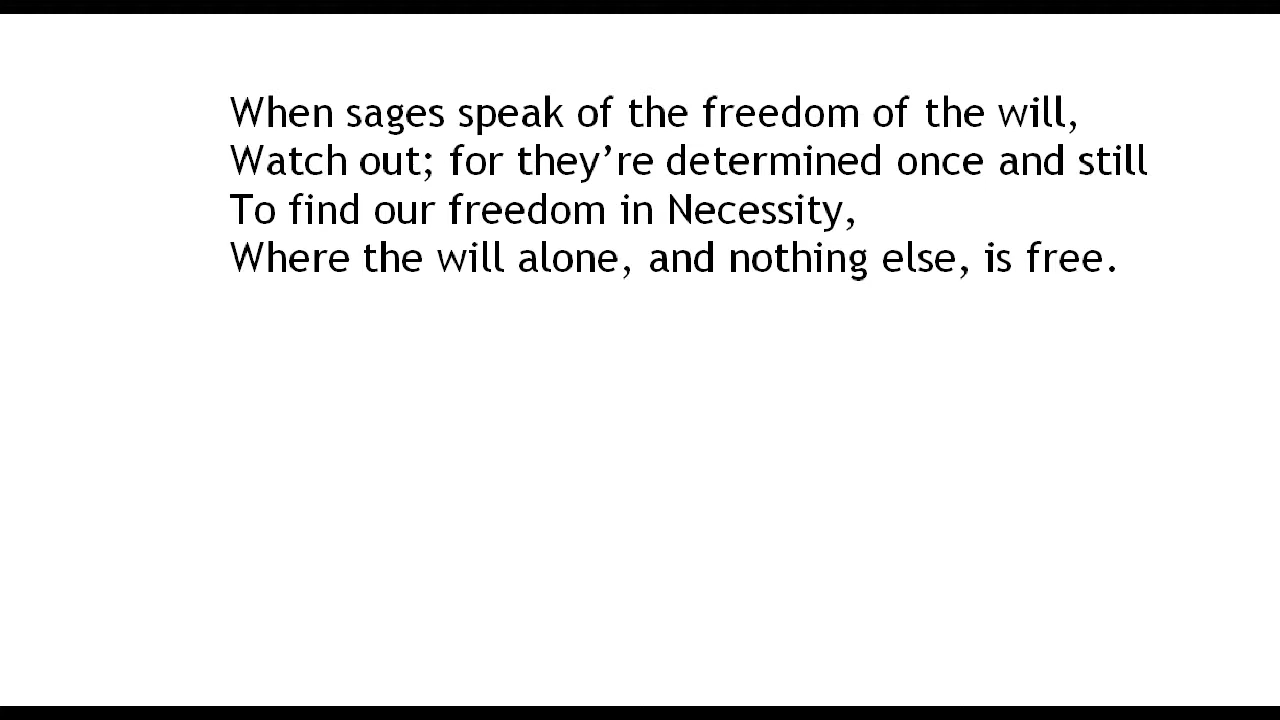 When sages speak of the freedom of the will,
Watch out; for they’re determined once and still
To find our freedom in Necessity,
Where the will alone, and nothing else, is free.